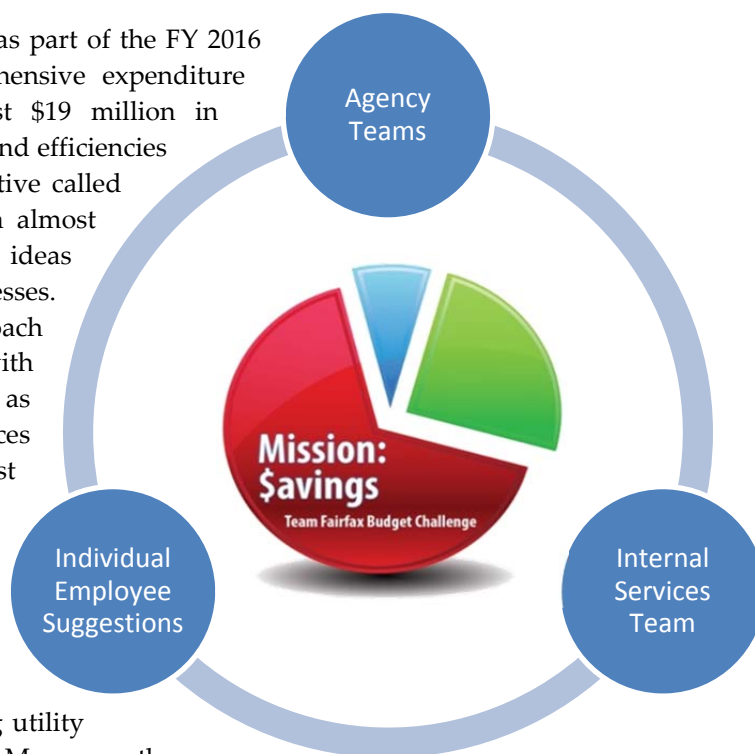 as part of the FY 2016
hensive expenditure
st $19 million in
nd efficiencies
tive called
almost
ideas
esses.
oach
with
as
ces
st
utility
Agency
Teams
Mission:
$avings
Team Fairfax Budget Challenge
Individual
Employee
Suggestions
Internal
Services
Team